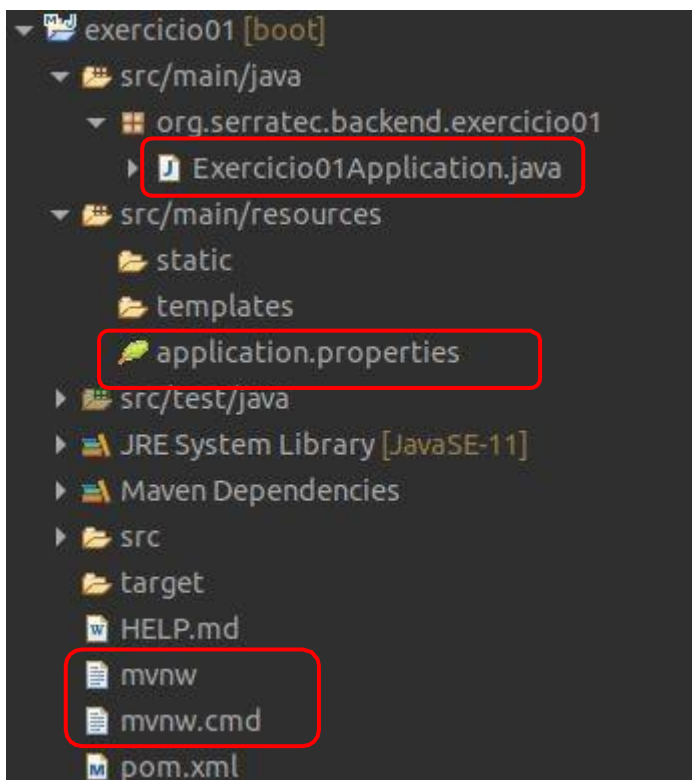 exercicio01 [boot]
src/main/java
org.serratec.backend.exercicio01
Exercicio01Application.java
src/main/resources
static
templates
application.properties
src/test/java
JRE System Library [JavaSE-11]
Maven Dependencies
src
target
HELP.md
mvnw
mvnw.cmd
pom.xml